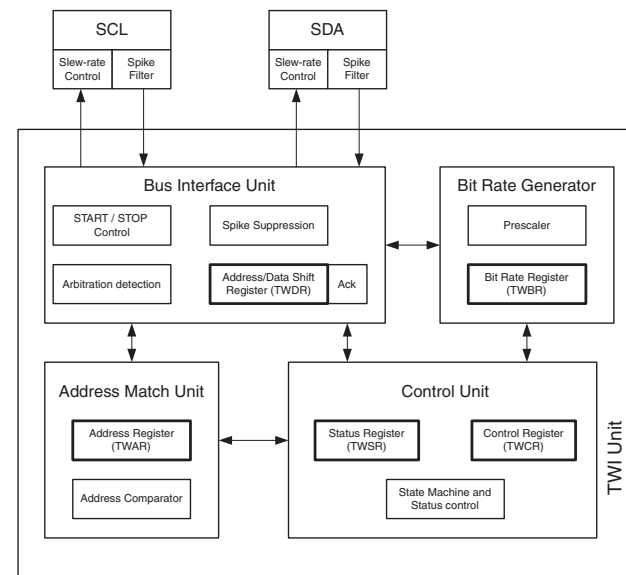 SCL
Slew-rate
Control
Spike
Filter
SDA
Slew-rate
Control
Spike
Filter
Bus Interface Unit
START / STOP
Control
Spike Suppression
Arbitration detection
Address/Data Shift
Register (TWDR)
Ack
Bit Rate Generator
Prescaler
Bit Rate Register
(TWBR)
Address Match Unit
Address Register
(TWAR)
Address Comparator
Control Unit
Status Register
(TWSR)
Control Register
(TWCR)
State Machine and
Status control
TWI Unit